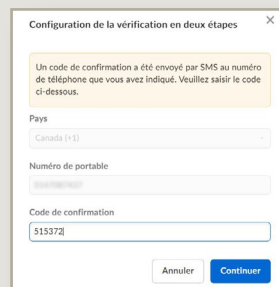 Configuration de la vérification en deux étapes
Un code de confirmation a été envoyé par SMS au numéro
de téléphone que vous avez indiqué. Veuillez saisir le code
ci-dessous.
Pays
Canada (+1)
Numéro de portable
Code de confirmation
515372
Annuler
Continuer